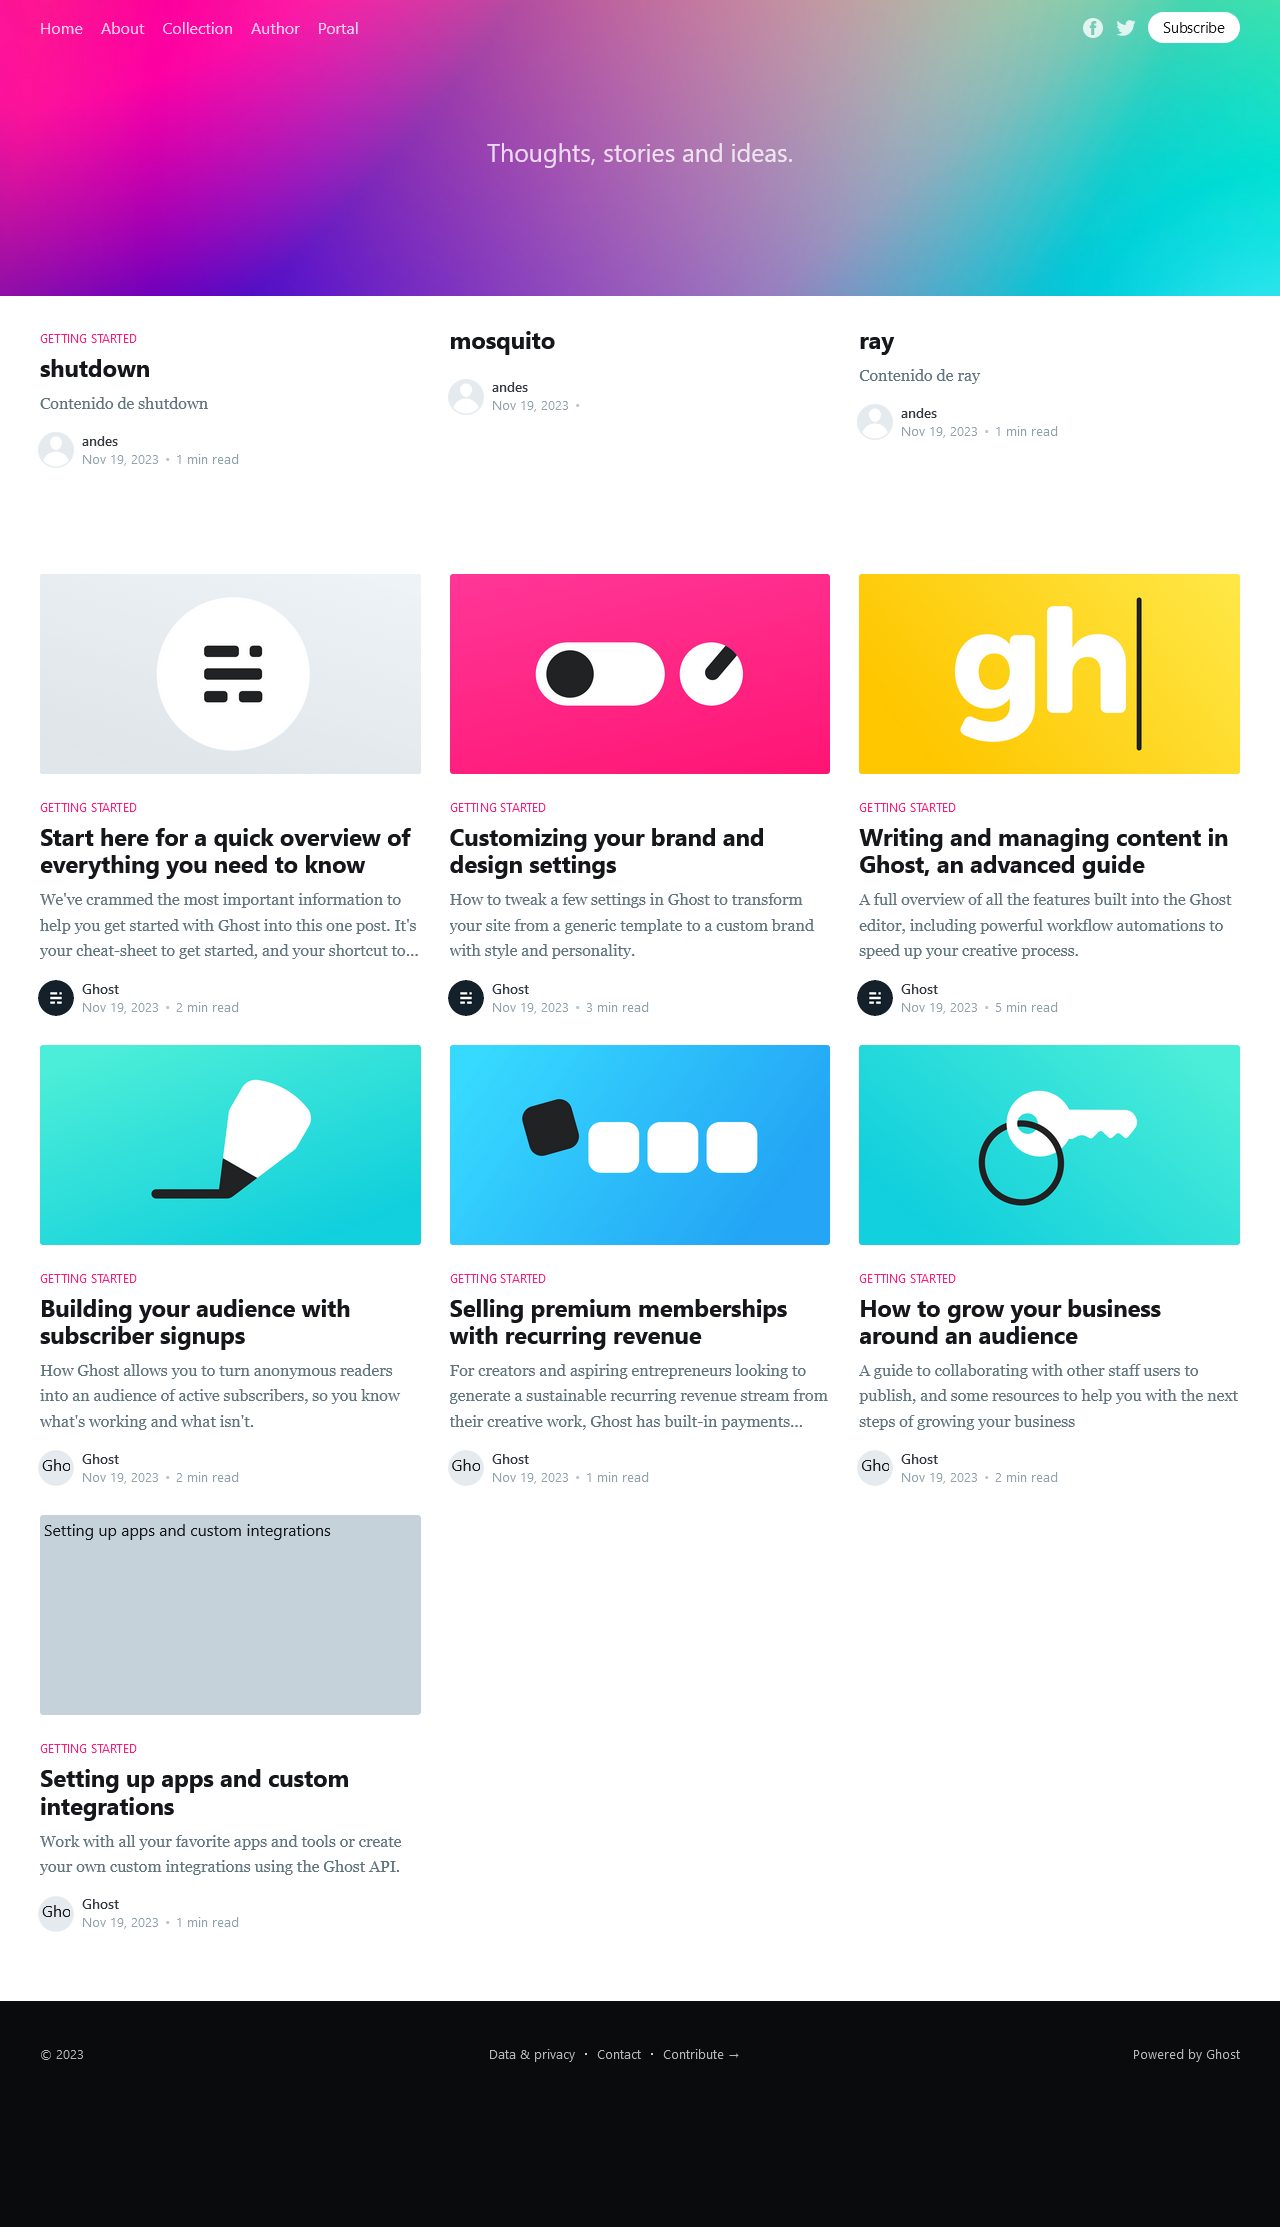 Home About Collection Author Portal
Subscribe
Thoughts, stories and ideas.
GETTING STARTED
shutdown
Contenido de shutdown
andes
Nov 19, 2023 • 1 min read
mosquito
andes
Nov 19, 2023 •
ray
Contenido de ray
andes
Nov 19, 2023 • 1 min read
GETTING STARTED
Start here for a quick overview of
everything you need to know
We've crammed the most important information to
help you get started with Ghost into this one post. It's
your cheat-sheet to get started, and your shortcut to...
Ghost
Nov 19, 2023 • 2 min read
GETTING STARTED
Customizing your brand and
design settings
How to tweak a few settings in Ghost to transform
your site from a generic template to a custom brand
with style and personality.
Ghost
Nov 19, 2023 • 3 min read
gh
GETTING STARTED
Writing and managing content in
Ghost, an advanced guide
A full overview of all the features built into the Ghost
editor, including powerful workflow automations to
speed up your creative process.
Ghost
Nov 19, 2023 • 5 min read
GETTING STARTED
Building your audience with
subscriber signups
How Ghost allows you to turn anonymous readers
into an audience of active subscribers, so you know
what's working and what isn't.
Gho
Ghost
Nov 19, 2023 • 2 min read
GETTING STARTED
Selling premium memberships
with recurring revenue
For creators and aspiring entrepreneurs looking to
generate a sustainable recurring revenue stream from
their creative work, Ghost has built-in payments...
Gho
Ghost
Nov 19, 2023 • 1 min read
GETTING STARTED
How to grow your business
around an audience
A guide to collaborating with other staff users to
publish, and some resources to help you with the next
steps of growing your business
Gho
Ghost
Nov 19, 2023 • 2 min read
Setting up apps and custom integrations
GETTING STARTED
Setting up apps and custom
integrations
Work with all your favorite apps and tools or create
your own custom integrations using the Ghost API.
Gho
Ghost
Nov 19, 2023 • 1 min read
© 2023
Data & privacy • Contact • Contribute →
Powered by Ghost